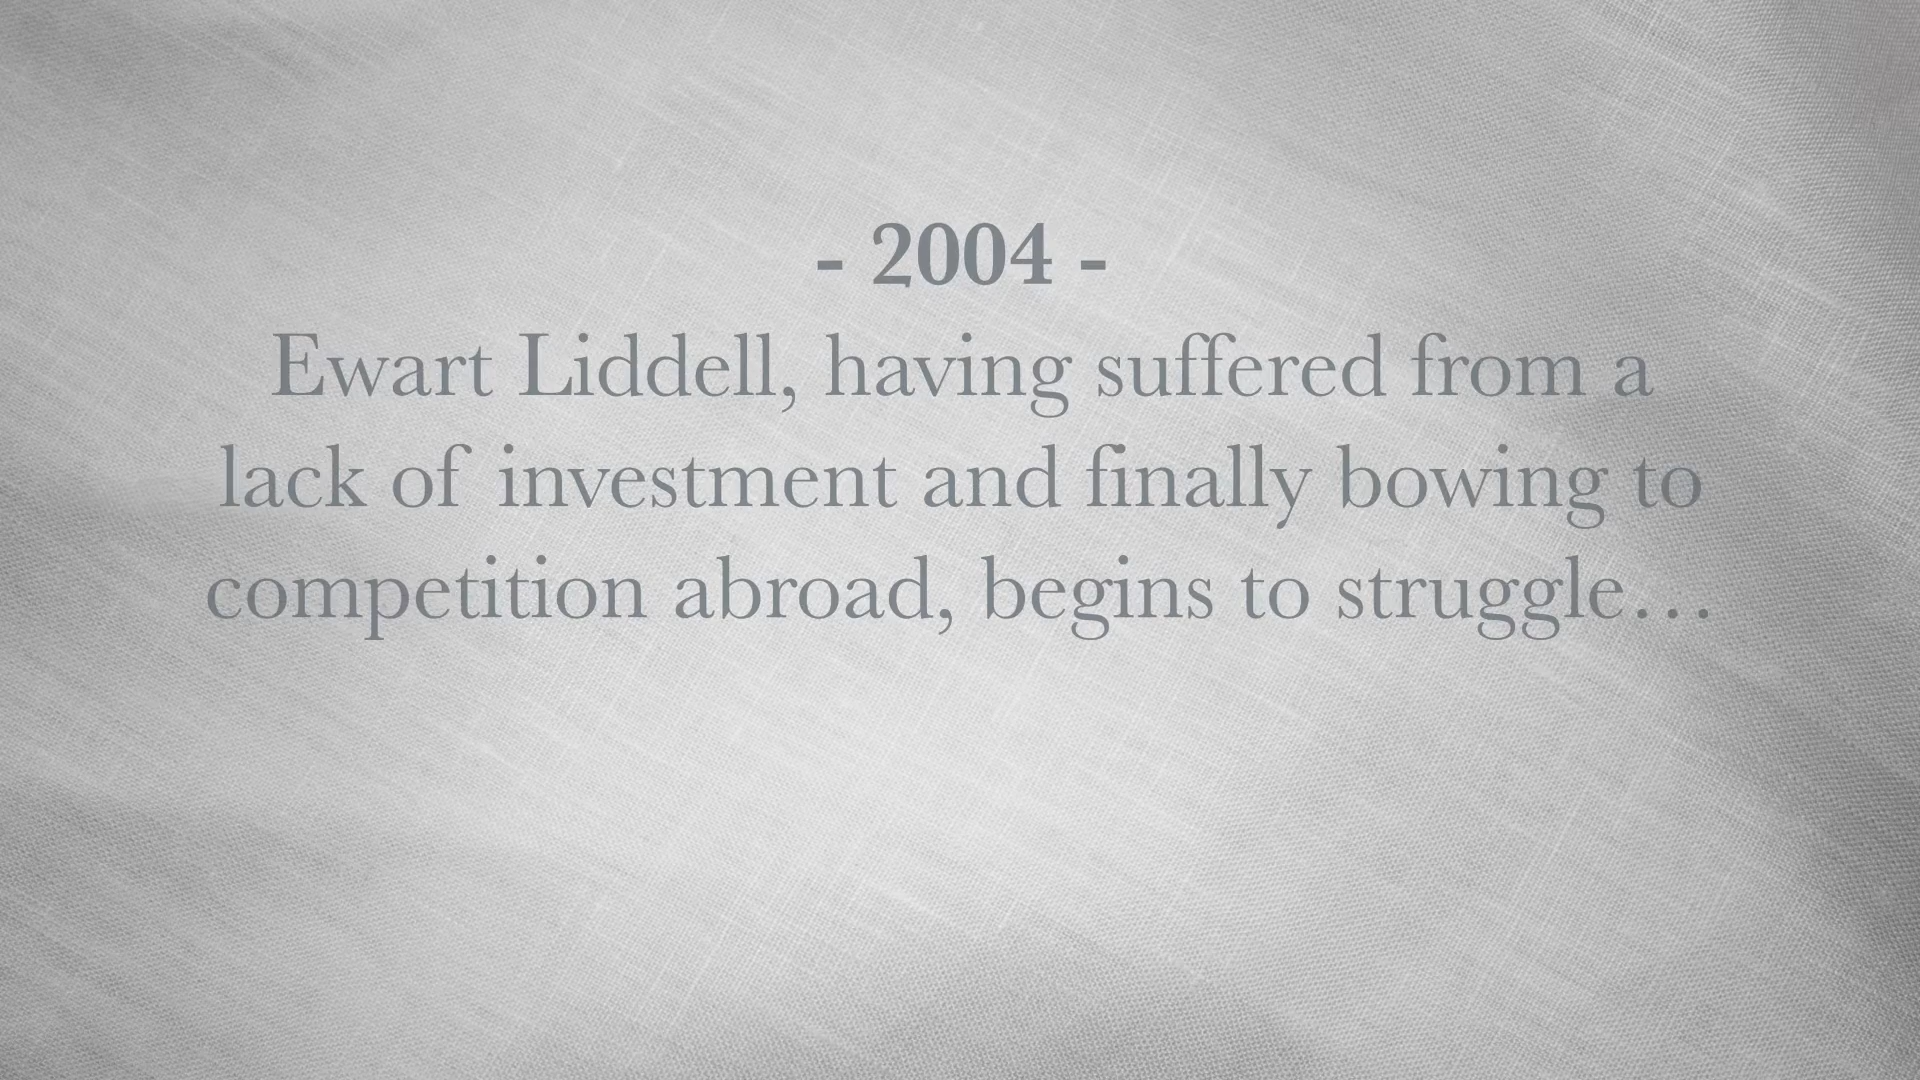 - 2004 -
Ewart Liddell, having suffered from a
lack of investment and finally bowing to
competition abroad, begins to struggle…